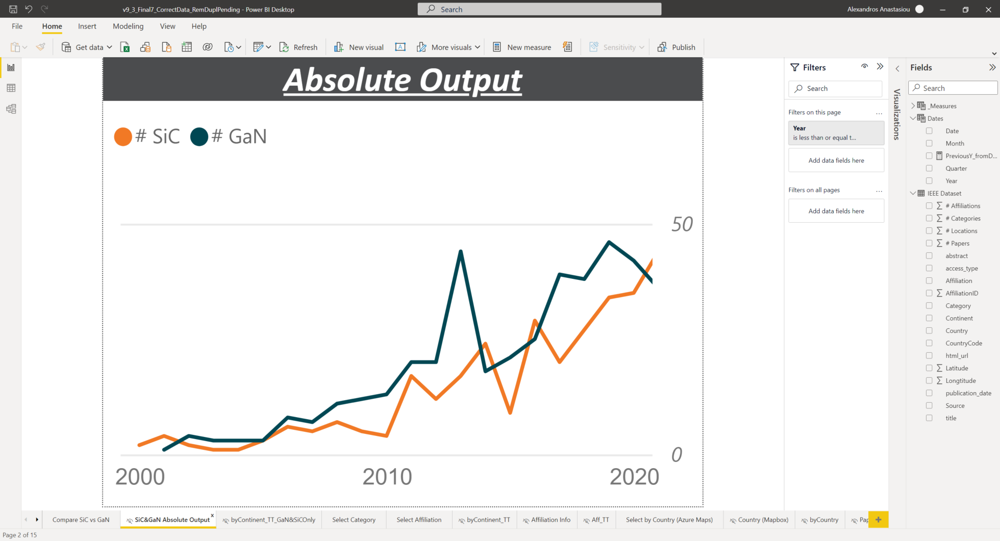 v9_3_Final7_CorrectData_RemDuplPending - Power BI Desktop
Search
Alexandros Anastasiou
File Home Insert Modeling View Help
Get data
Refresh
New visual
More visuals
New measure
Sensitivity
Publish
Absolute Output
# SiC # GaN
50
0
2000 2010 2020
Filters
Search
Filters on this page
...
Year
is less than or equal t...
Add data fields here
Filters on all pages
...
Add data fields here
Visualizations
Fields
Search
_Measures
Dates
Date
Month
PreviousY_fromD...
Quarter
Year
IEEE Dataset
# Affiliations
# Categories
# Locations
# Papers
abstract
access_type
Affiliation
AffiliationID
Category
Continent
Country
CountryCode
html_url
Latitude
Longtitude
publication_date
Source
title
Compare SiC vs GaN
SiC&GaN Absolute Output
x
byContinent_TT_GaN&SiCOnly
Select Category
Select Affiliation
byContinent_TT
Affiliation Info
Aff_TT
Select by Country (Azure Maps)
Country (Mapbox)
byCountry
Pap
Page 2 of 15